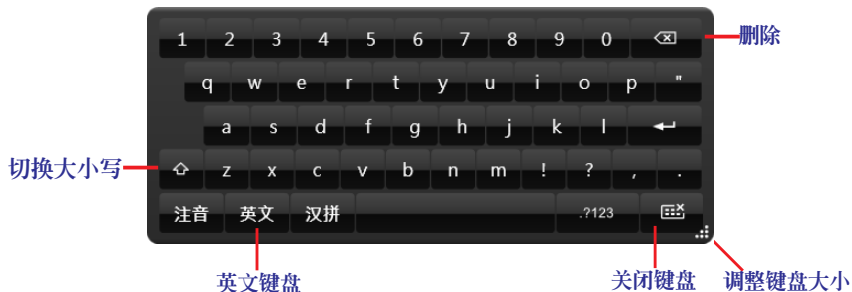 1 2 3 4 5 6 7 8 9 0
删除
q w e r t y u i o p "
a s d f g h j k l
切换大小写
z x c v b n m ! ? , .
注音 英文 汉拼 .?123
英文键盘
关闭键盘
调整键盘大小